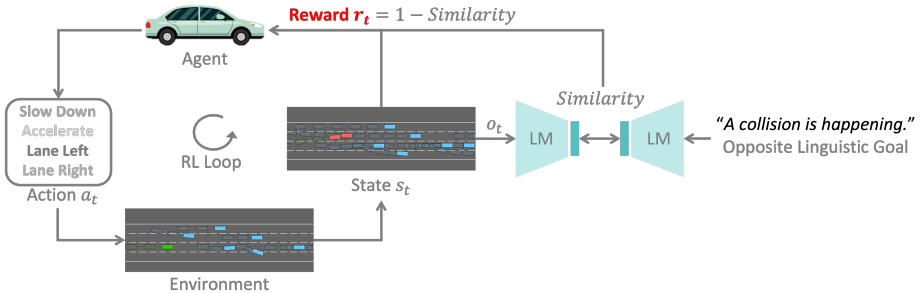 Reward r_t = 1 − Similarity
Agent
Slow Down
Accelerate
Lane Left
Lane Right
Action a_t
RL Loop
State s_t
Environment
o_t
LM
Similarity
LM
“A collision is happening.”
Opposite Linguistic Goal